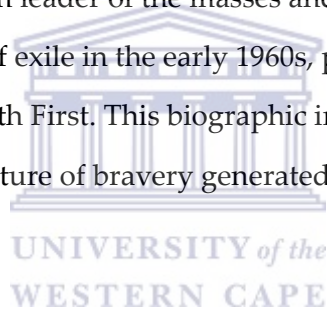 leader of the masses and
f exile in the early 1960s, p
th First. This biographic in
ture of bravery generated
UNIVERSITY of the
WESTERN CAPE